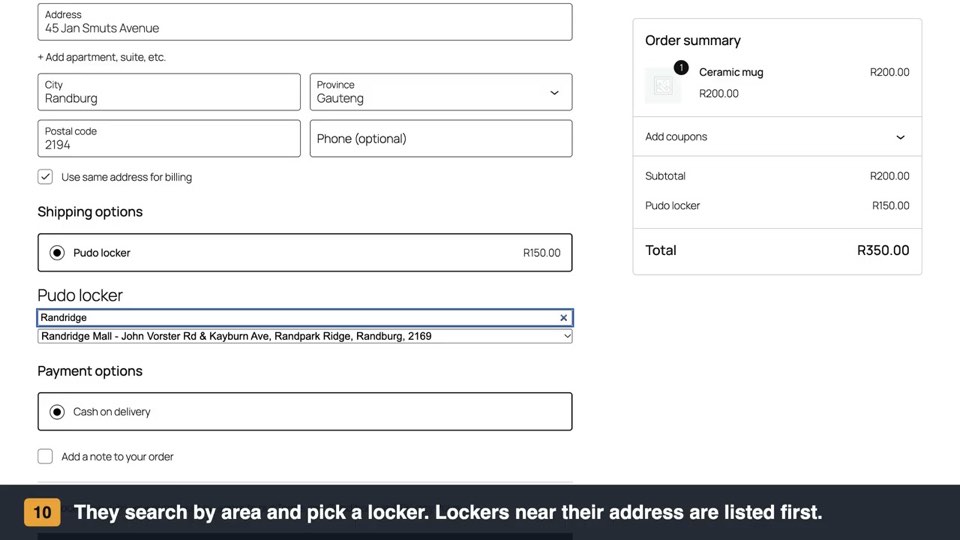 Address
45 Jan Smuts Avenue
+ Add apartment, suite, etc.
City
Randburg
Province
Gauteng
Postal code
2194
Phone (optional)
Use same address for billing
Shipping options
Pudo locker R150.00
Pudo locker
Randridge
Randridge Mall - John Vorster Rd & Kayburn Ave, Randpark Ridge, Randburg, 2169
Payment options
Cash on delivery
Add a note to your order
Order summary
1
Ceramic mug R200.00
R200.00
Add coupons
Subtotal R200.00
Pudo locker R150.00
Total R350.00
10 They search by area and pick a locker. Lockers near their address are listed first.